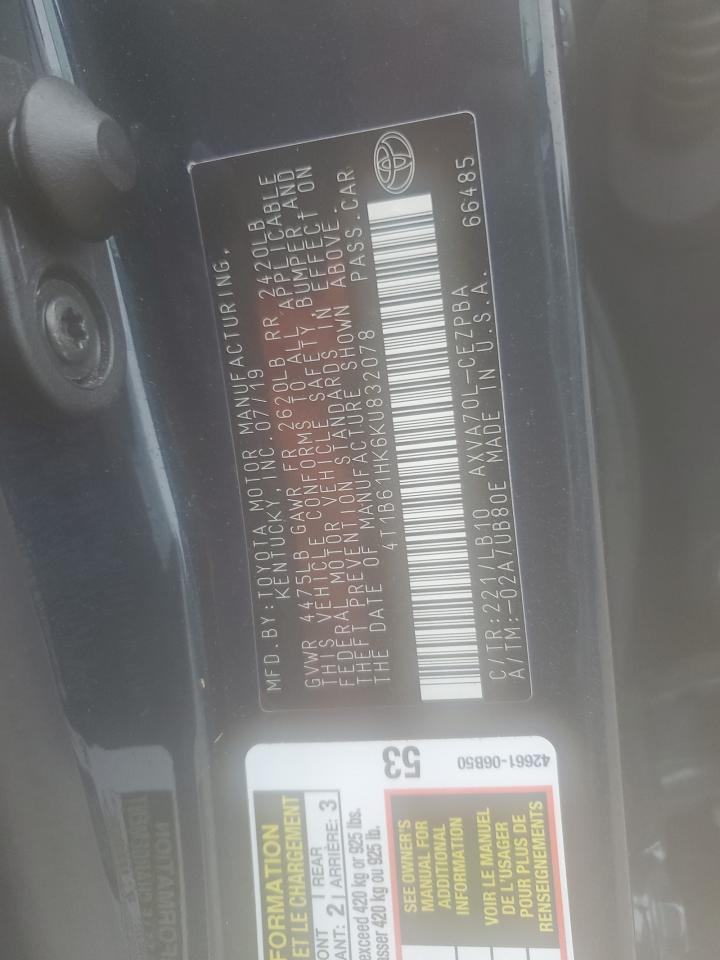 MFD.BY:TOYOTA MOTOR MANUFACTURING,
KENTUCKY, INC. 07/19
GVWR 4475LB GAWR FR 2620LB RR 2420LB
THIS VEHICLE CONFORMS TO ALL APPLICABLE
FEDERAL MOTOR VEHICLE SAFETY, BUMPER AND
THEFT PREVENTION STANDARDS IN EFFECT ON
THE DATE OF MANUFACTURE SHOWN ABOVE.
4T1B61HK6KU832078 PASS.CAR
C/TR:221/LB10 AXVA70L-CEZPBA
A/TM:-02A7UB80E MADE IN U.S.A. 66485
53
42661-06B50
FORMATION
ET LE CHARGEMENT
ONT 2 REAR 3
ANT: ARRIÈRE:
exceed 420 kg or 925 lbs.
asser 420 kg ou 925 lb.
SEE OWNER'S
MANUAL FOR
ADDITIONAL
INFORMATION
VOIR LE MANUEL
DE L'USAGER
POUR PLUS DE
RENSEIGNEMENTS